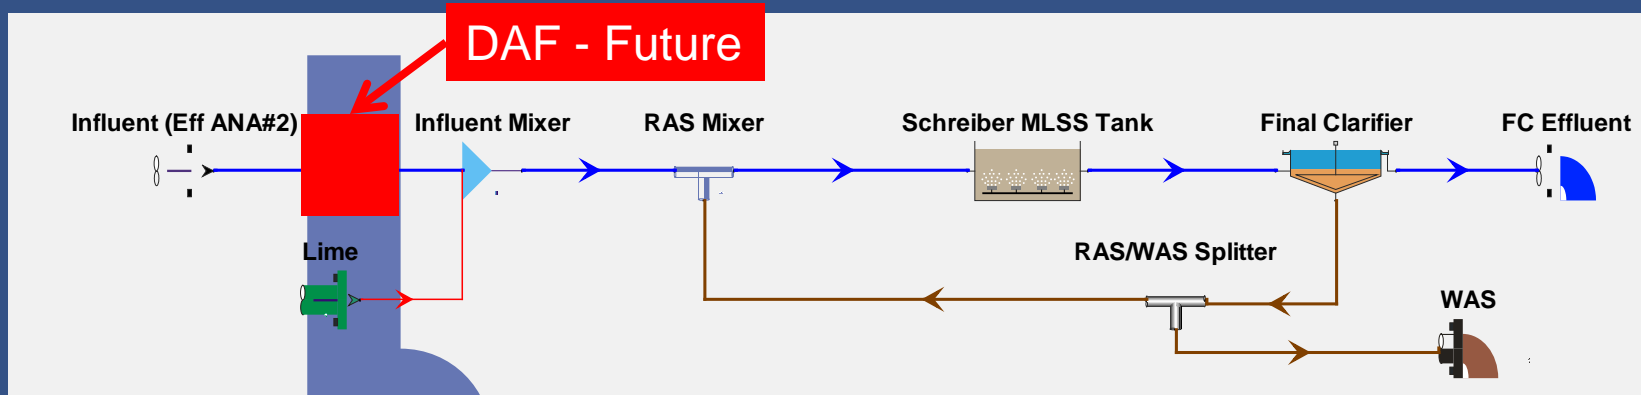 DAF - Future
Influent (Eff ANA#2)
Influent Mixer
RAS Mixer
Schreiber MLSS Tank
Final Clarifier
FC Effluent
Lime
RAS/WAS Splitter
WAS